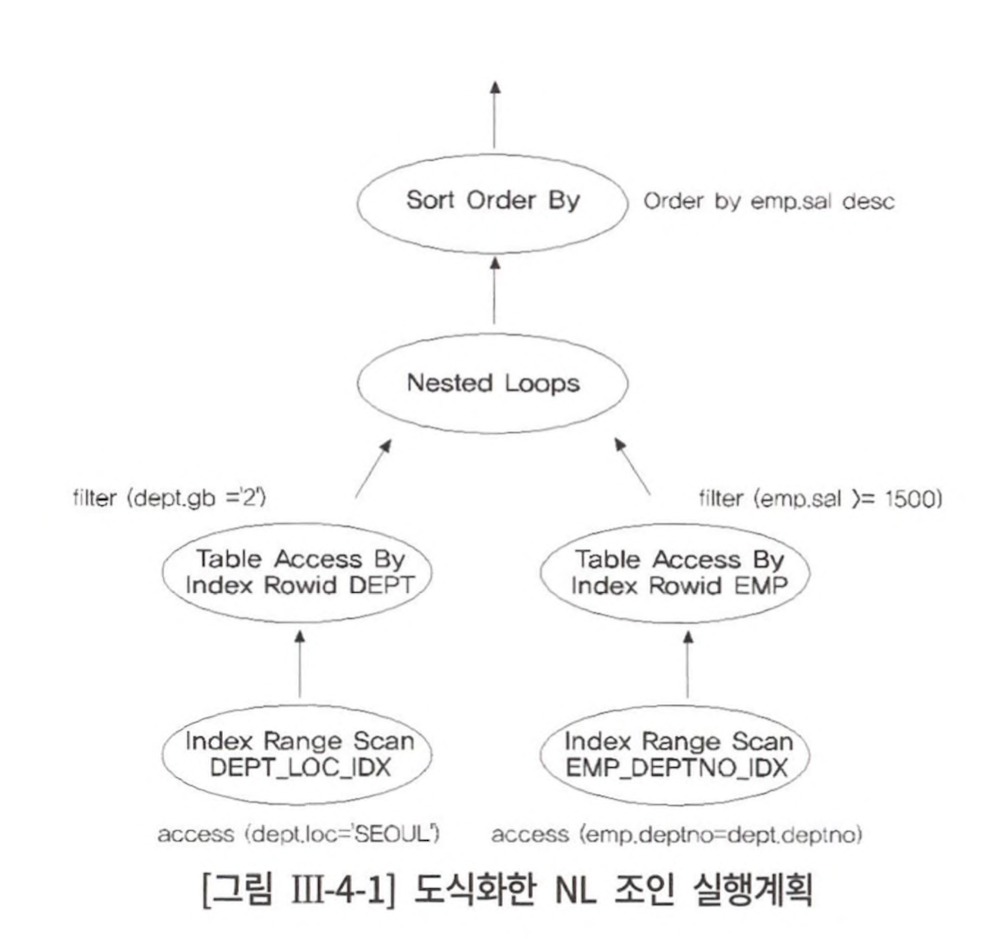 Sort Order By
Order by emp.sal desc
Nested Loops
filter (dept.gb ='2')
filter (emp.sal >= 1500)
Table Access By
Index Rowid DEPT
Table Access By
Index Rowid EMP
Index Range Scan
DEPT_LOC_IDX
Index Range Scan
EMP_DEPTNO_IDX
access (dept.loc='SEOUL')
access (emp.deptno=dept.deptno)
[그림 III-4-1] 도식화한 NL 조인 실행계획